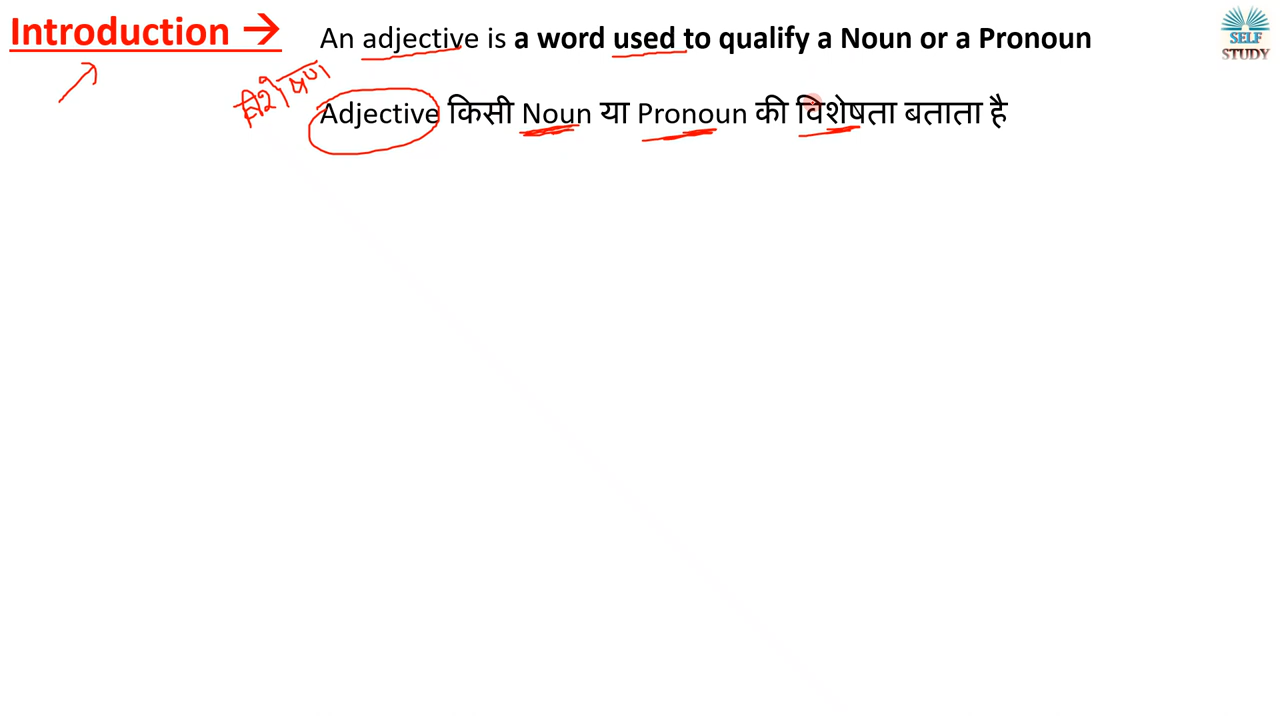 Introduction → An adjective is a word used to qualify a Noun or a Pronoun
विशेषण
Adjective किसी Noun या Pronoun की विशेषता बताता है
SELF
STUDY